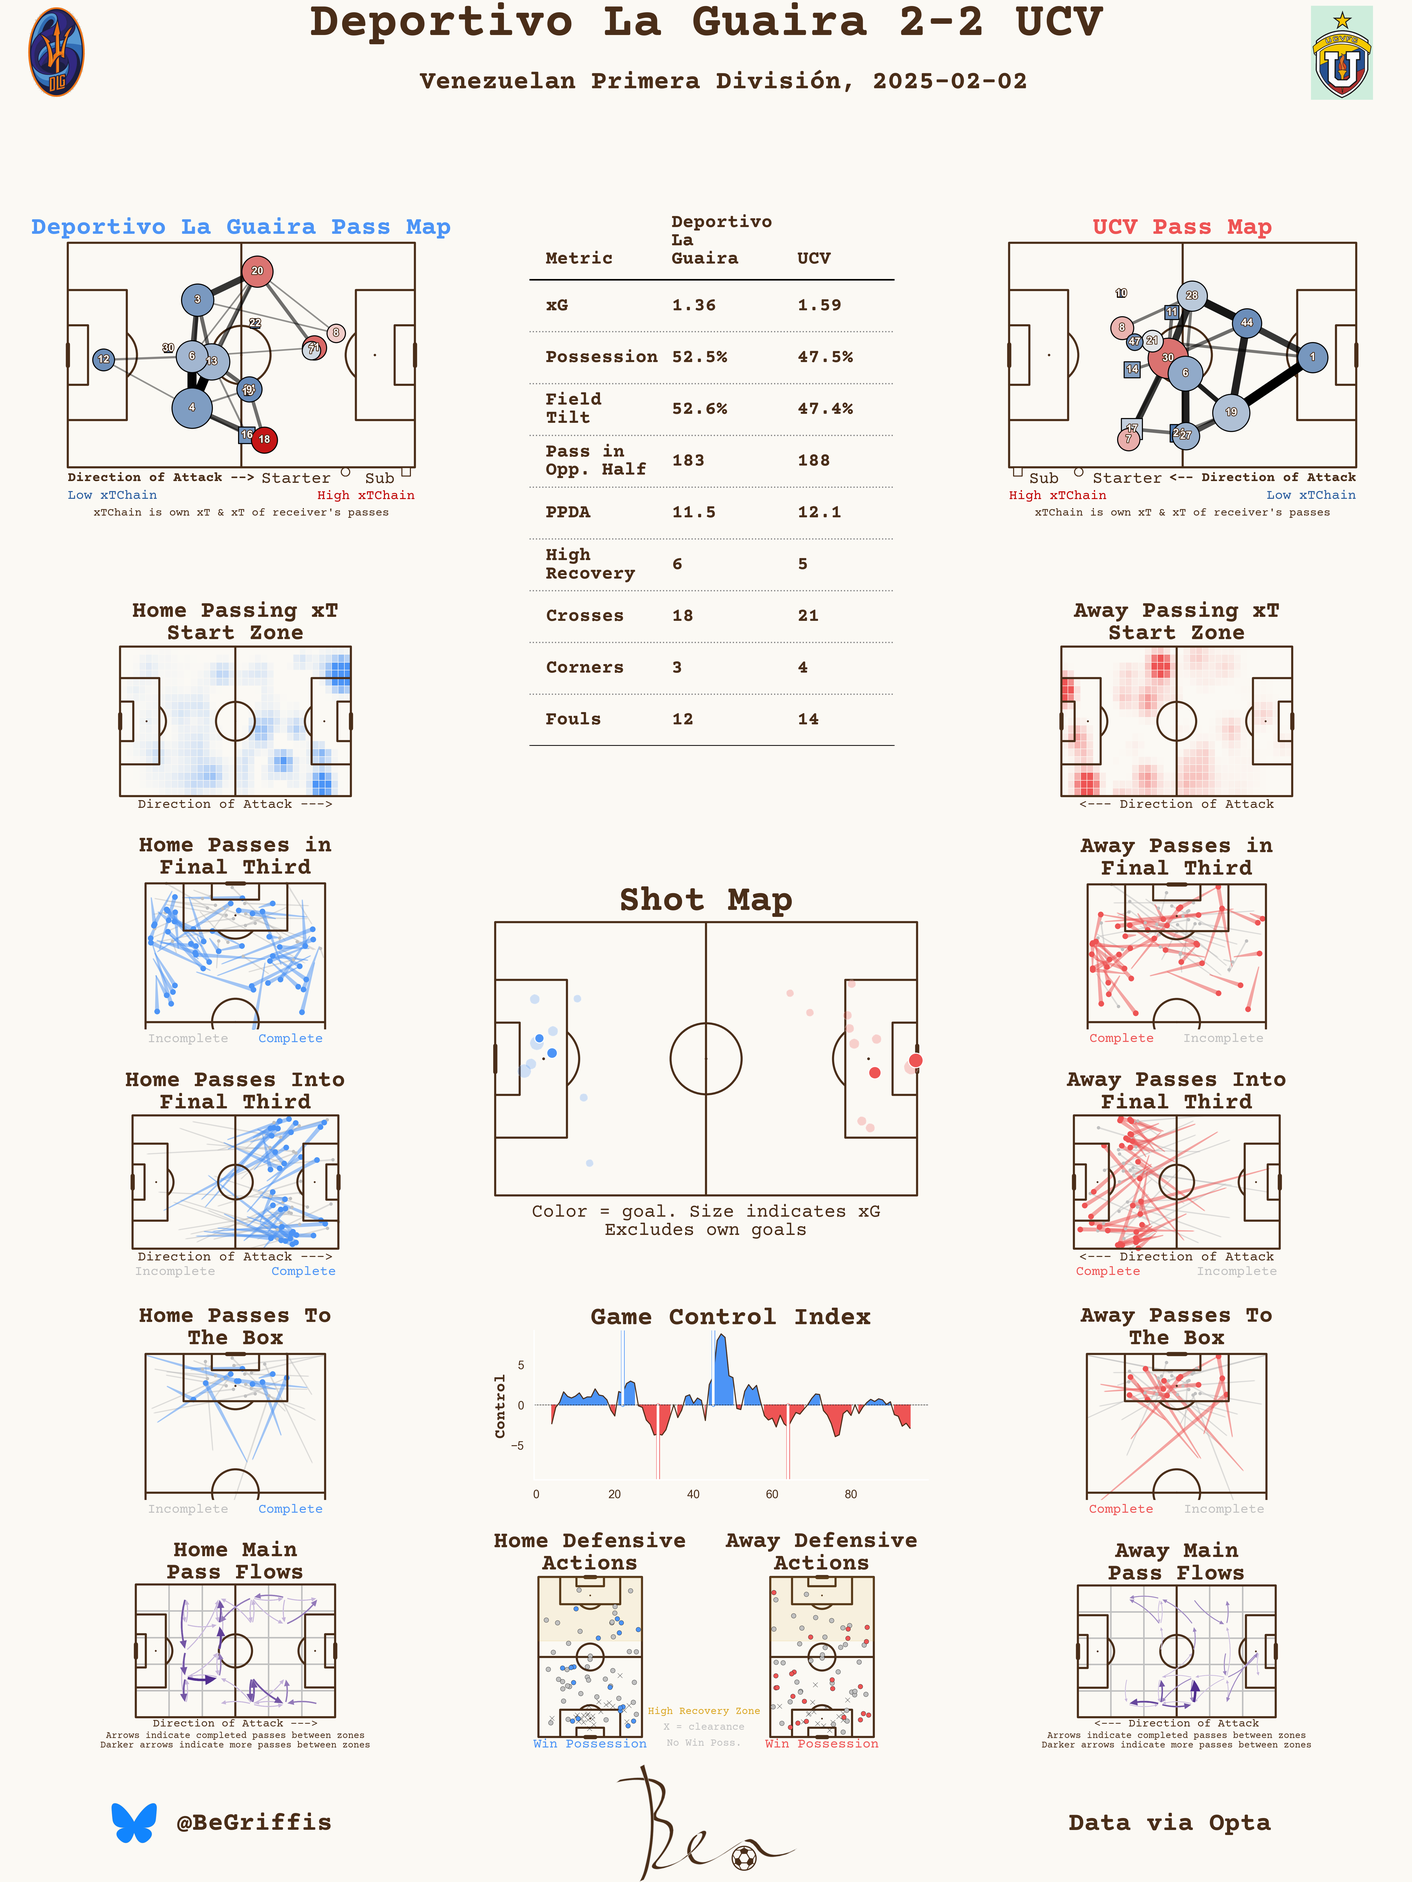 Deportivo La Guaira 2-2 UCV
Venezuelan Primera División, 2025-02-02
DLG
Deportivo La Guaira Pass Map
20
3
22
8
30
6
13
7
12
4
16
18
Direction of Attack --> Starter Sub
Low xTChain High xTChain
xTChain is own xT & xT of receiver's passes
Metric Deportivo La Guaira UCV
xG 1.36 1.59
Possession 52.5% 47.5%
Field
Tilt 52.6% 47.4%
Pass in
Opp. Half 183 188
PPDA 11.5 12.1
High
Recovery 6 5
Crosses 18 21
Corners 3 4
Fouls 12 14
UCV Pass Map
10
28
11
8
44
47
21
30
1
14
6
19
17
7
27
Sub Starter <-- Direction of Attack
High xTChain Low xTChain
xTChain is own xT & xT of receiver's passes
Home Passing xT
Start Zone
Direction of Attack --->
Away Passing xT
Start Zone
<--- Direction of Attack
Home Passes in
Final Third
Incomplete Complete
Away Passes in
Final Third
Complete Incomplete
Shot Map
Color = goal. Size indicates xG
Excludes own goals
Home Passes Into
Final Third
Direction of Attack --->
Incomplete Complete
Away Passes Into
Final Third
<--- Direction of Attack
Complete Incomplete
Home Passes To
The Box
Incomplete Complete
Game Control Index
Control
5
0
−5
0 20 40 60 80
Away Passes To
The Box
Complete Incomplete
Home Main
Pass Flows
Direction of Attack --->
Arrows indicate completed passes between zones
Darker arrows indicate more passes between zones
Home Defensive
Actions
Win Possession
High Recovery Zone
X = clearance
No Win Poss.
Away Defensive
Actions
Win Possession
Away Main
Pass Flows
<--- Direction of Attack
Arrows indicate completed passes between zones
Darker arrows indicate more passes between zones
@BeGriffis
Ben
Data via Opta